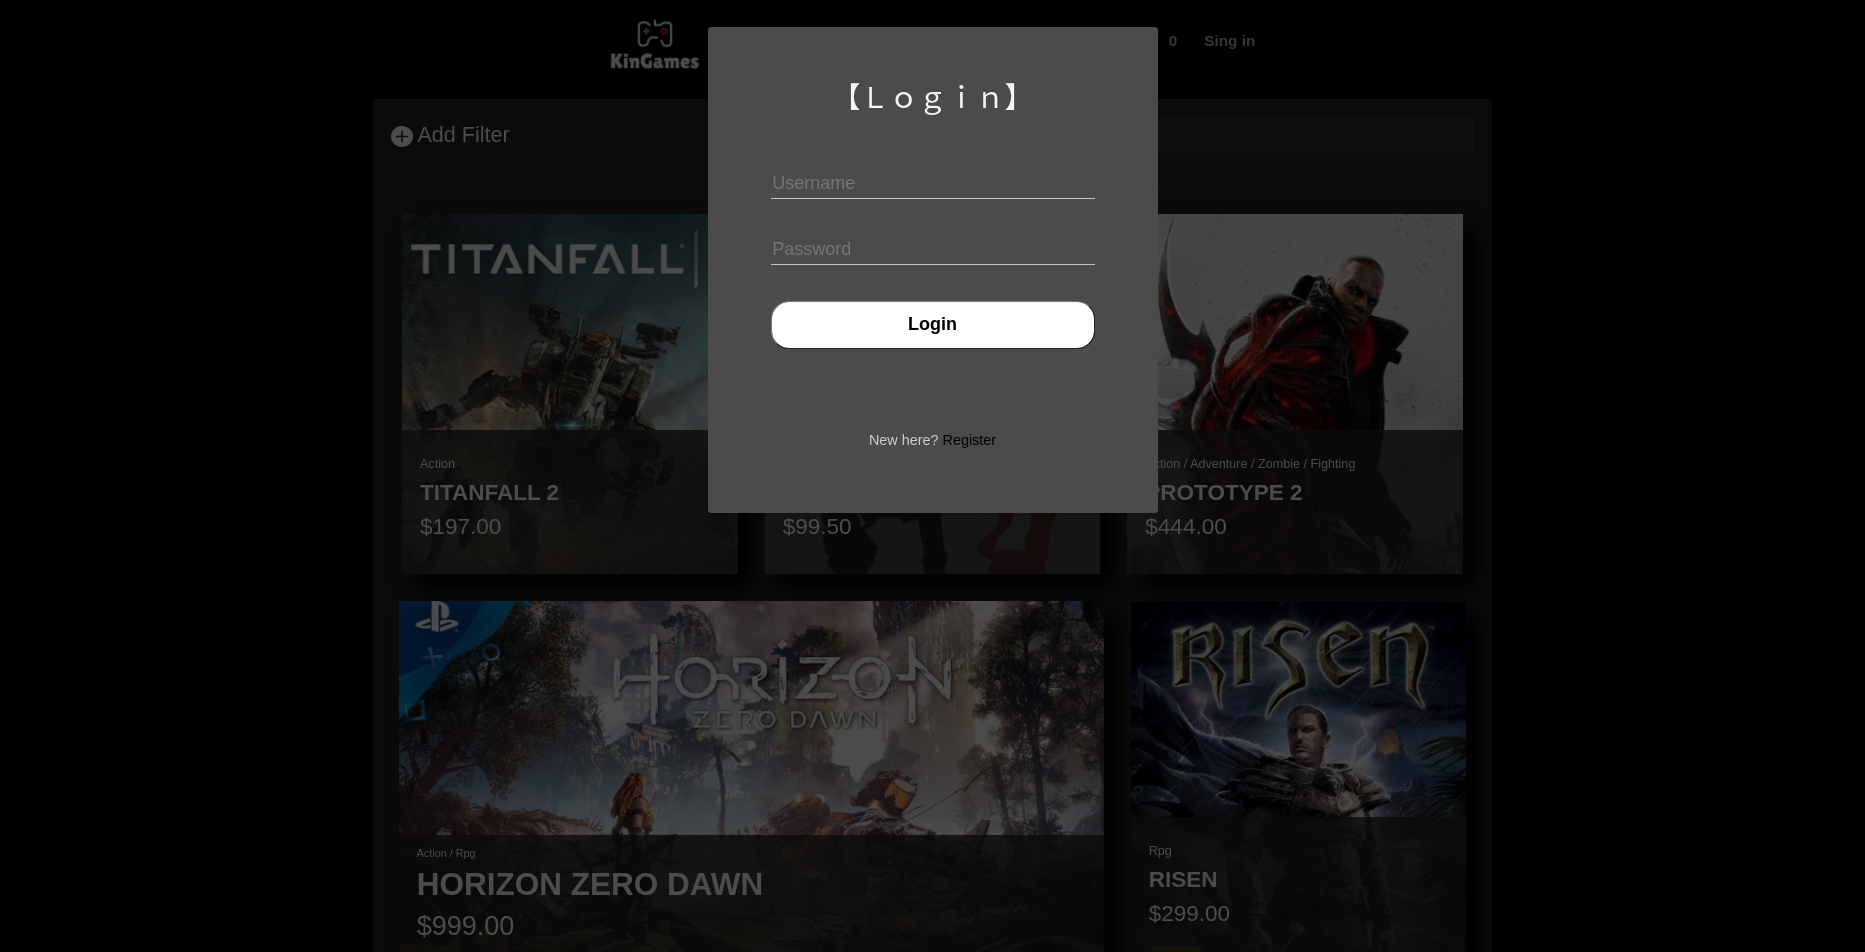 KinGames
0
Sing in
【Ｌｏｇｉｎ】
Add Filter
Username
Password
Login
New here? Register
TITANFALL
Action
TITANFALL 2
$197.00
$99.50
Action / Adventure / Zombie / Fighting
PROTOTYPE 2
$444.00
HORIZON
ZERO DAWN
Action / Rpg
HORIZON ZERO DAWN
$999.00
RISEN
Rpg
RISEN
$299.00